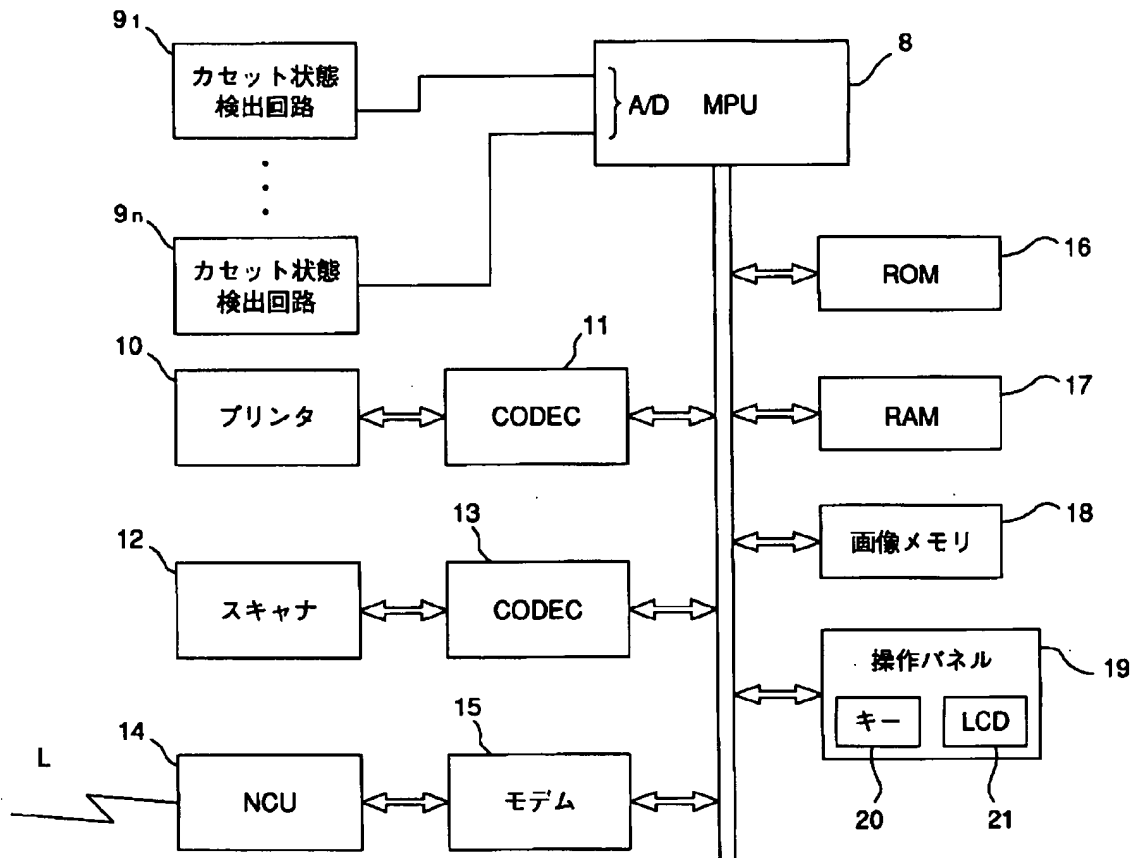 9₁
カセット状態
検出回路
8
A/D MPU
9n
カセット状態
検出回路
16
ROM
10
プリンタ
11
CODEC
17
RAM
12
スキャナ
13
CODEC
18
画像メモリ
19
操作パネル
キー
LCD
20
21
L
14
NCU
15
モデム